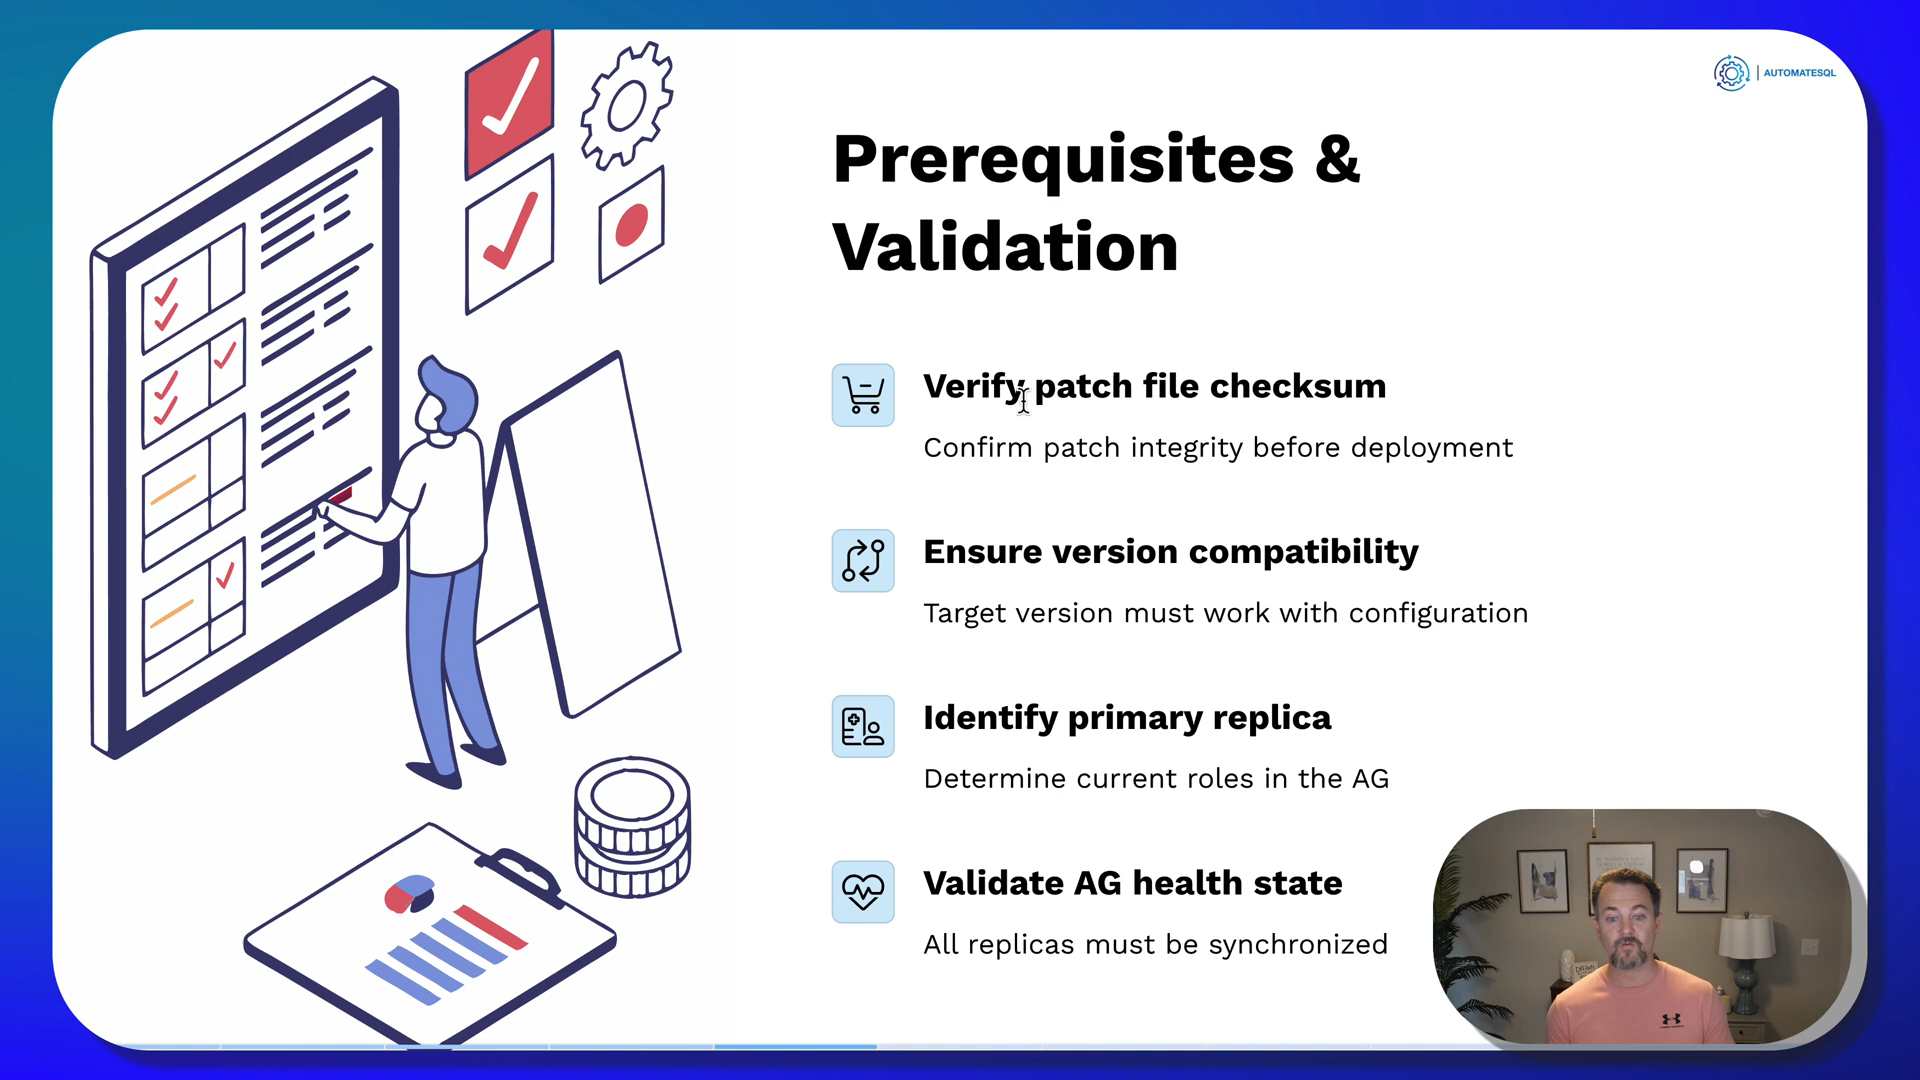 AUTOMATESQL
Prerequisites &
Validation
Verify patch file checksum
Confirm patch integrity before deployment
Ensure version compatibility
Target version must work with configuration
Identify primary replica
Determine current roles in the AG
Validate AG health state
All replicas must be synchronized